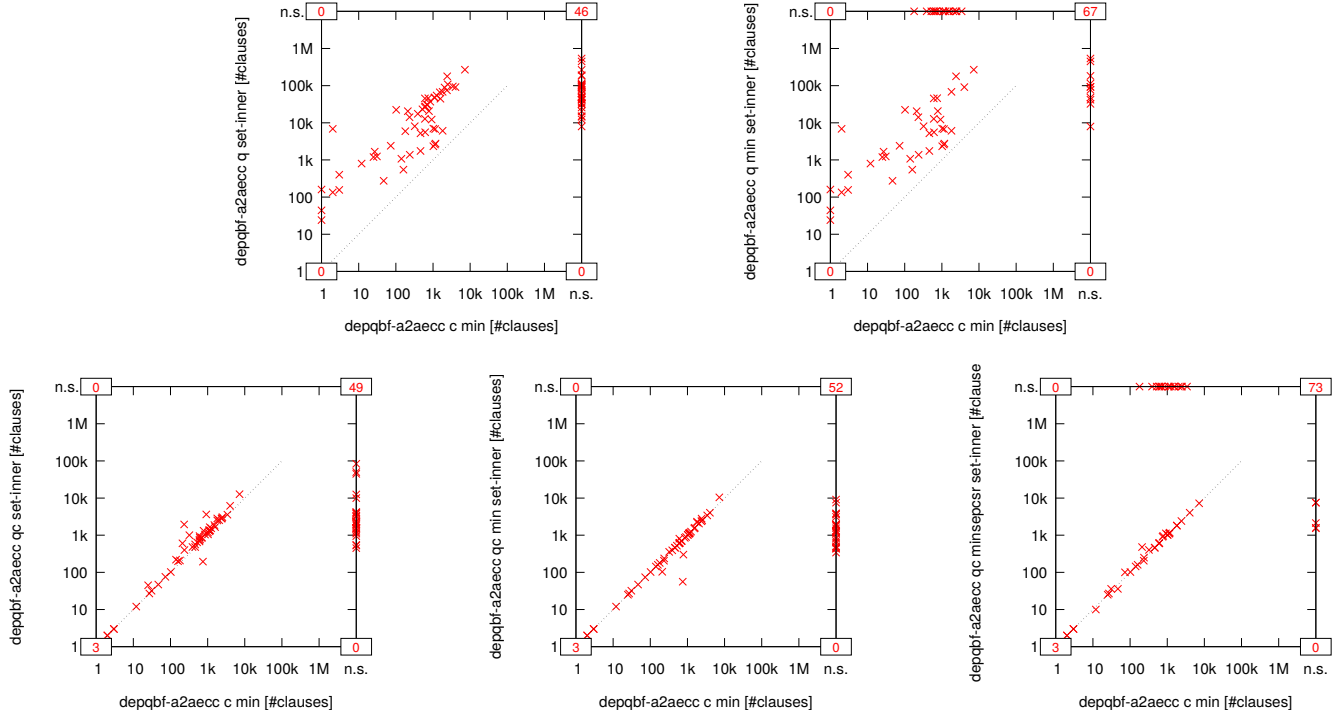 n.s.
0
46
1M
100k
10k
1k
100
10
1
0
0
1 10 100 1k 10k 100k 1M n.s.
depqbf-a2aecc c min [#clauses]
depqbf-a2aecc q set-inner [#clauses]
n.s.
0
67
1M
100k
10k
1k
100
10
1
0
0
1 10 100 1k 10k 100k 1M n.s.
depqbf-a2aecc c min [#clauses]
depqbf-a2aecc q min set-inner [#clauses]
n.s.
0
49
1M
100k
10k
1k
100
10
1
3
0
1 10 100 1k 10k 100k 1M n.s.
depqbf-a2aecc c min [#clauses]
depqbf-a2aecc qc set-inner [#clauses]
n.s.
0
52
1M
100k
10k
1k
100
10
1
3
0
1 10 100 1k 10k 100k 1M n.s.
depqbf-a2aecc c min [#clauses]
depqbf-a2aecc qc min set-inner [#clauses]
n.s.
0
73
1M
100k
10k
1k
100
10
1
3
0
1 10 100 1k 10k 100k 1M n.s.
depqbf-a2aecc c min [#clauses]
depqbf-a2aecc qc minsepcsr set-inner [#clause